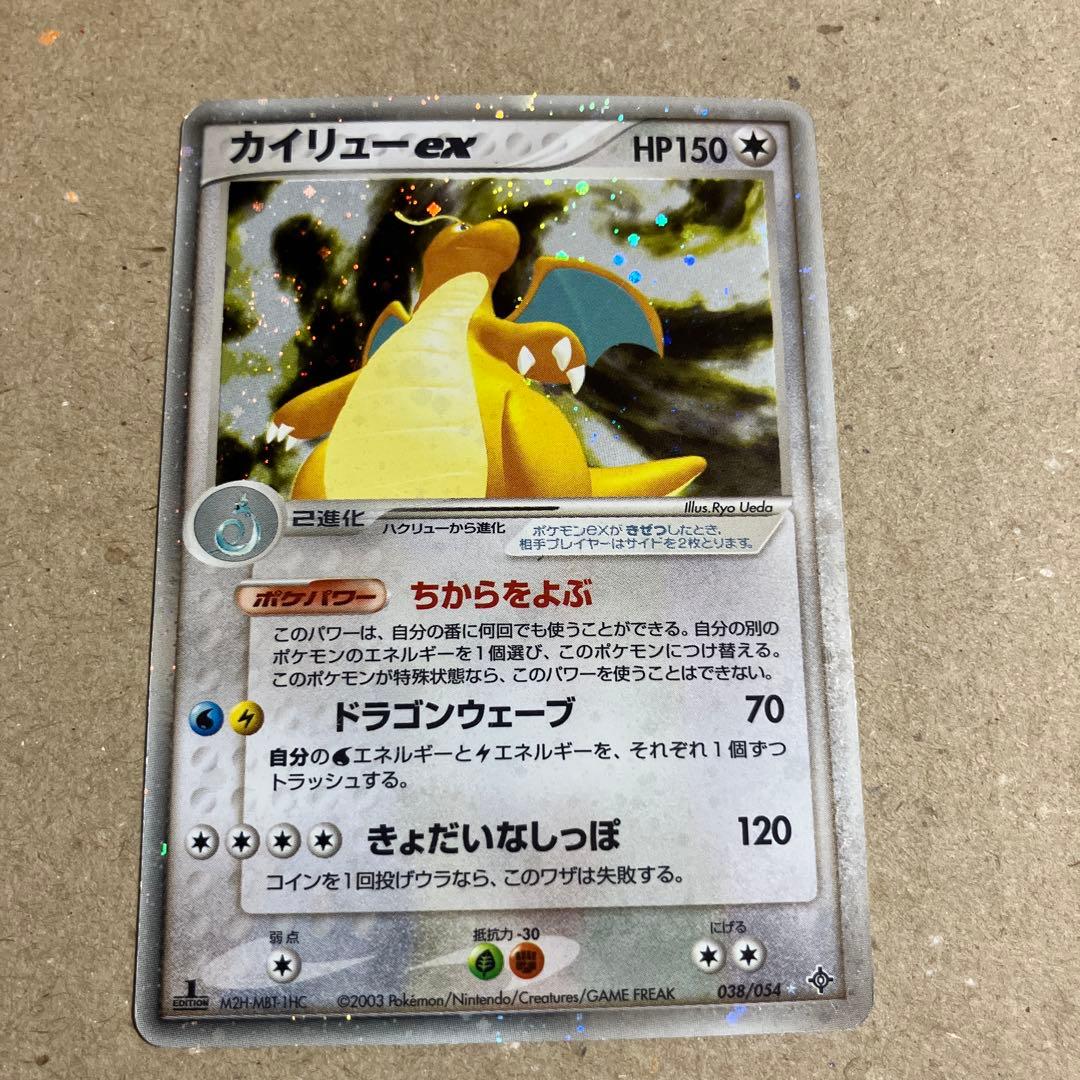 カイリューex HP150
Illus.Ryo Ueda
2進化 ハクリューから進化
ポケモンexが きぜつしたとき、
相手プレイヤーはサイドを2枚とります。
ポケパワー ちからをよぶ
このパワーは、自分の番に何回でも使うことができる。自分の別の
ポケモンのエネルギーを1個選び、このポケモンにつけ替える。
このポケモンが特殊状態なら、このパワーを使うことはできない。
ドラゴンウェーブ 70
自分のエネルギーとエネルギーを、それぞれ1個ずつ
トラッシュする。
きょだいなしっぽ 120
コインを1回投げウラなら、このワザは失敗する。
弱点 抵抗力 -30 にげる
1
EDITION M2H-MBT-1HC ©2003 Pokémon/Nintendo/Creatures/GAME FREAK 038/054